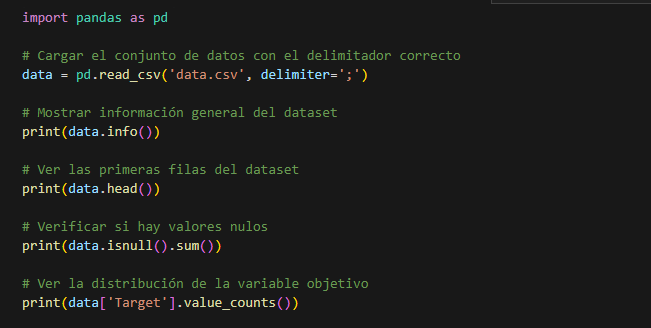 import pandas as pd
# Cargar el conjunto de datos con el delimitador correcto
data = pd.read_csv('data.csv', delimiter=';')
# Mostrar información general del dataset
print(data.info())
# Ver las primeras filas del dataset
print(data.head())
# Verificar si hay valores nulos
print(data.isnull().sum())
# Ver la distribución de la variable objetivo
print(data['Target'].value_counts())